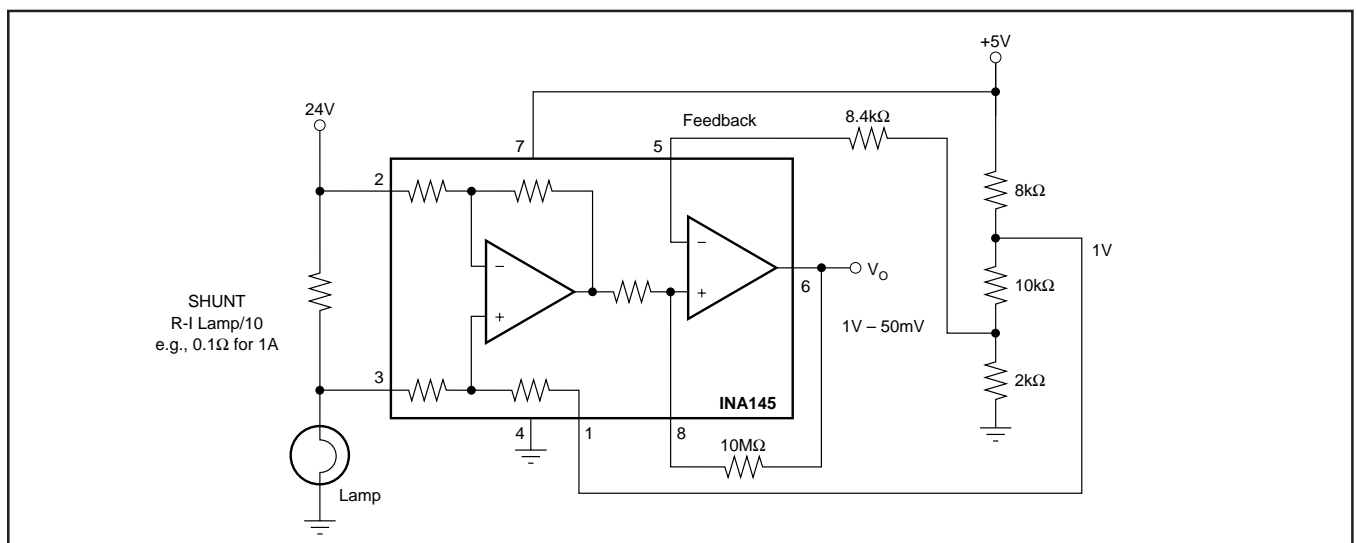 +5V
24V
Feedback
8.4kΩ
7
5
2
8kΩ
1V
−
−
+
+
6
V_O
10kΩ
SHUNT
R-I Lamp/10
e.g., 0.1Ω for 1A
1V – 50mV
3
2kΩ
INA145
4
1
8
10MΩ
Lamp